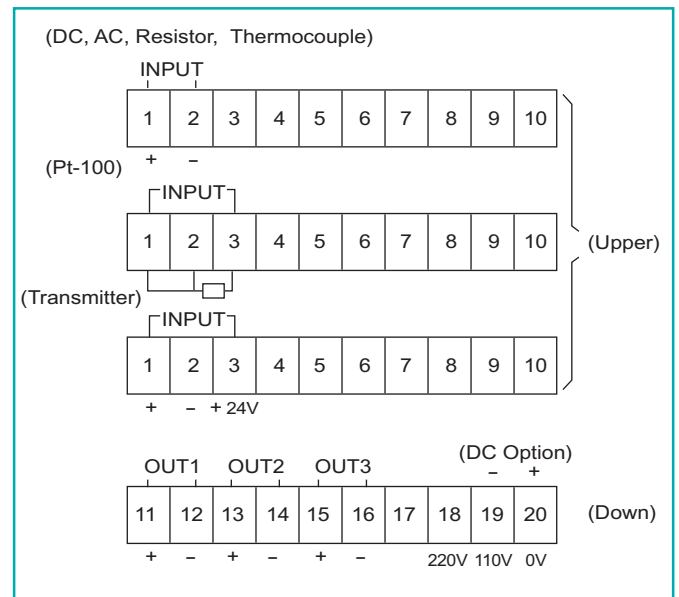 (DC, AC, Resistor, Thermocouple)
INPUT
1 2 3 4 5 6 7 8 9 10
+ −
(Pt-100)
INPUT
1 2 3 4 5 6 7 8 9 10
(Upper)
(Transmitter)
INPUT
1 2 3 4 5 6 7 8 9 10
+ − + 24V
(DC Option)
OUT1 OUT2 OUT3 − +
11 12 13 14 15 16 17 18 19 20
(Down)
+ − + − + − 220V 110V 0V